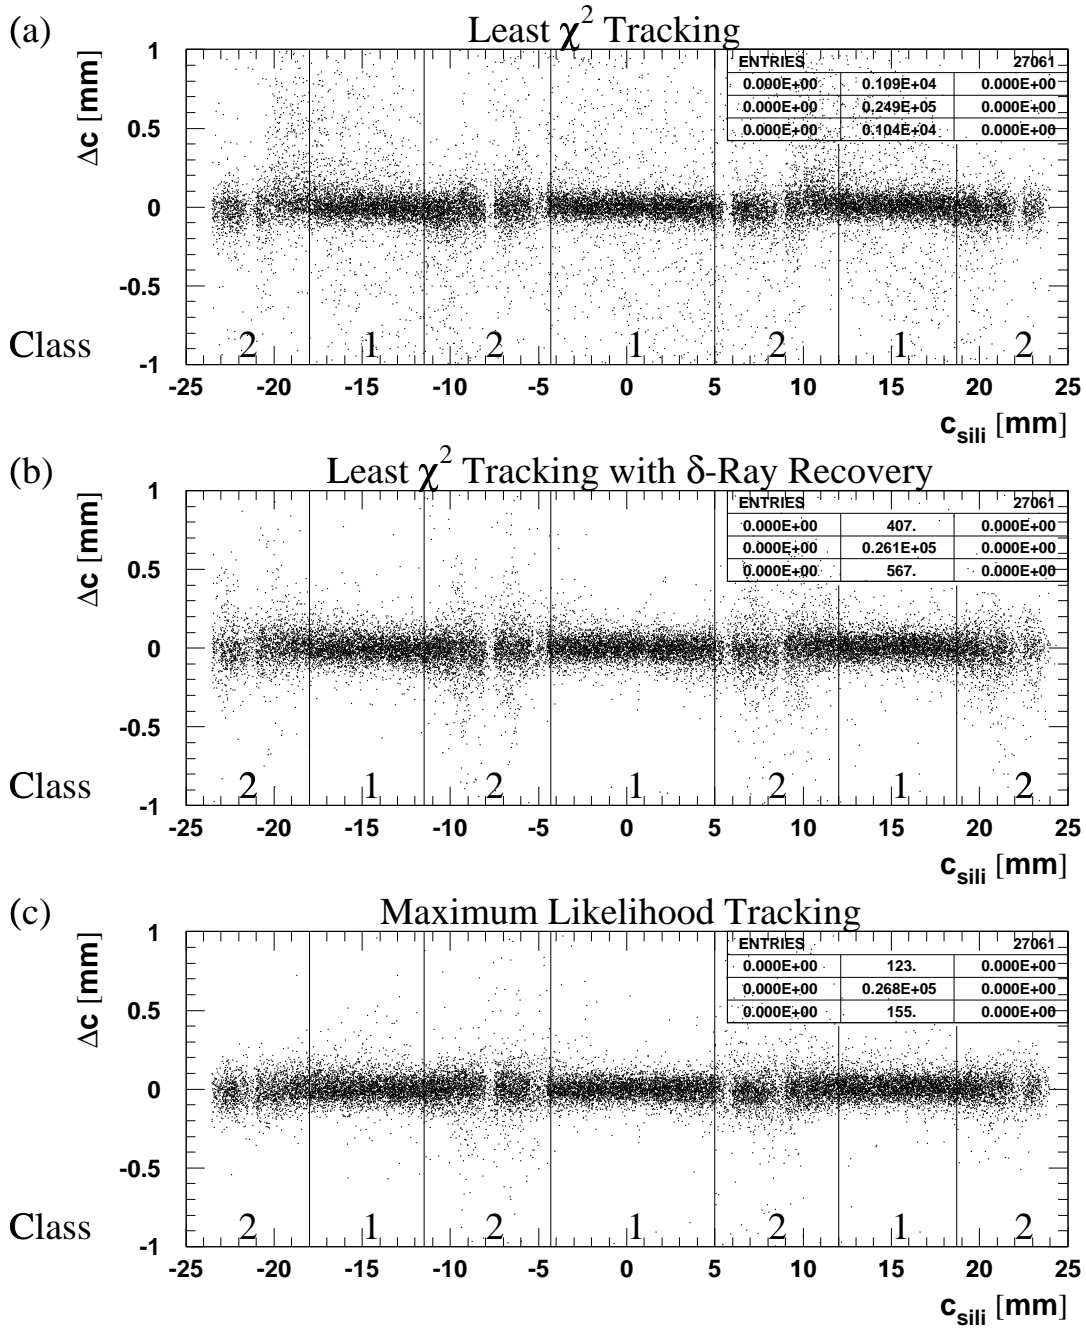 (a) Least χ² Tracking
Δc [mm]
1
0.5
0
-0.5
-1
ENTRIES 27061
0.000E+00 0.109E+04 0.000E+00
0.000E+00 0.249E+05 0.000E+00
0.000E+00 0.104E+04 0.000E+00
Class 2 1 2 1 2 1 2
-25 -20 -15 -10 -5 0 5 10 15 20 25
c_sili [mm]
(b) Least χ² Tracking with δ-Ray Recovery
Δc [mm]
1
0.5
0
-0.5
-1
ENTRIES 27061
0.000E+00 407. 0.000E+00
0.000E+00 0.261E+05 0.000E+00
0.000E+00 567. 0.000E+00
Class 2 1 2 1 2 1 2
-25 -20 -15 -10 -5 0 5 10 15 20 25
c_sili [mm]
(c) Maximum Likelihood Tracking
Δc [mm]
1
0.5
0
-0.5
-1
ENTRIES 27061
0.000E+00 123. 0.000E+00
0.000E+00 0.268E+05 0.000E+00
0.000E+00 155. 0.000E+00
Class 2 1 2 1 2 1 2
-25 -20 -15 -10 -5 0 5 10 15 20 25
c_sili [mm]